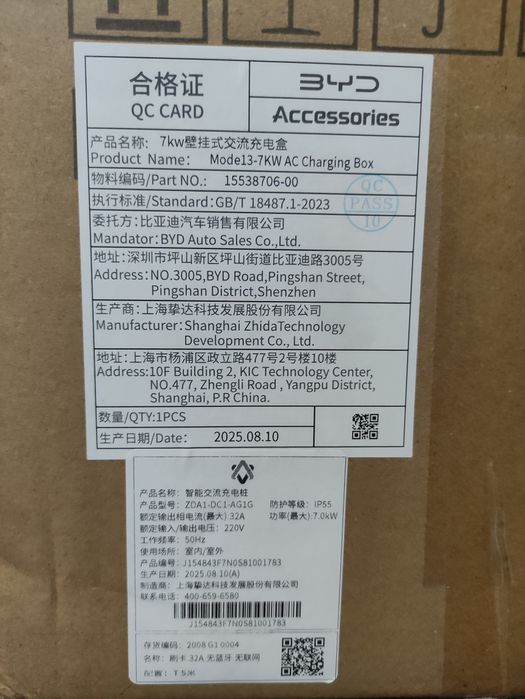 合格证
QC CARD
BYD
Accessories
产品名称: 7kw壁挂式交流充电盒
Product Name: Mode13-7KW AC Charging Box
物料编码/Part NO.: 15538706-00
执行标准/Standard:GB/T 18487.1-2023
QC
PASS
10
委托方:比亚迪汽车销售有限公司
Mandator:BYD Auto Sales Co.,Ltd.
地址:深圳市坪山新区坪山街道比亚迪路3005号
Address:NO.3005,BYD Road,Pingshan Street,
Pingshan District,Shenzhen
生产商:上海挚达科技发展股份有限公司
Manufacturer:Shanghai ZhidaTechnology
Development Co., Ltd.
地址:上海市杨浦区政立路477号2号楼10楼
Address:10F Building 2, KIC Technology Center,
NO.477, Zhengli Road , Yangpu District,
Shanghai, P.R China.
数量/QTY:1PCS
生产日期/Date: 2025.08.10
产品名称: 智能交流充电桩
产品型号: ZDA1-DC1-AG1G 防护等级: IP55
额定输出相电流(最大):32A 功率(最大):7.0kW
额定输入/输出电压: 220V
工作频率: 50Hz
使用场所: 室内/室外
产品编号: J154843F7N0S81001783
生产日期: 2025.08.10(A)
制造商: 上海挚达科技发展股份有限公司
联系电话: 400-659-6580
J154843F7N0S81001783
存货编码: 2008G10004
名称: 刷卡.32A.无蓝牙.无联网
配置: T 5米